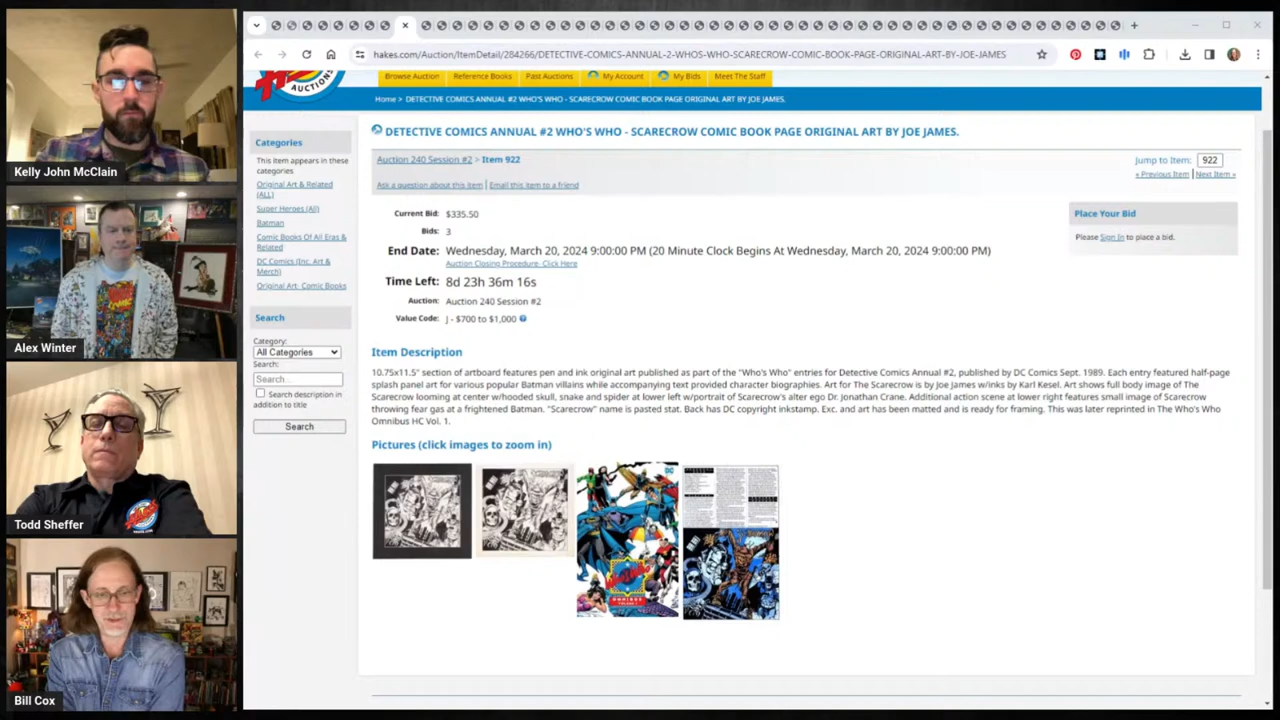 Kelly John McClain
Alex Winter
Todd Sheffer
Bill Cox
hakes.com/Auction/ItemDetail/284266/DETECTIVE-COMICS-ANNUAL-2-WHOS-WHO-SCARECROW-COMIC-BOOK-PAGE-ORIGINAL-ART-BY-JOE-JAMES
AUCTIONS
Browse Auction
Reference Books
Past Auctions
My Account
My Bids
Meet The Staff
Home > DETECTIVE COMICS ANNUAL #2 WHO'S WHO - SCARECROW COMIC BOOK PAGE ORIGINAL ART BY JOE JAMES.
Categories
This item appears in these
categories
Original Art & Related
(ALL)
Super Heroes (All)
Batman
Comic Books Of All Eras &
Related
DC Comics (Inc. Art &
Merch)
Original Art- Comic Books
Search
Category:
All Categories
Search:
Search...
Search description in
addition to title
Search
DETECTIVE COMICS ANNUAL #2 WHO'S WHO - SCARECROW COMIC BOOK PAGE ORIGINAL ART BY JOE JAMES.
Auction 240 Session #2 > Item 922
Jump to Item: 922
Ask a question about this item | Email this item to a friend
« Previous Item | Next Item »
Current Bid: $335.50
Bids: 3
End Date: Wednesday, March 20, 2024 9:00:00 PM (20 Minute Clock Begins At Wednesday, March 20, 2024 9:00:00 PM)
Auction Closing Procedure- Click Here
Time Left: 8d 23h 36m 16s
Auction: Auction 240 Session #2
Value Code: J - $700 to $1,000
Place Your Bid
Please Sign In to place a bid.
Item Description
10.75x11.5" section of artboard features pen and ink original art published as part of the "Who's Who" entries for Detective Comics Annual #2, published by DC Comics Sept. 1989. Each entry featured half-page
splash panel art for various popular Batman villains while accompanying text provided character biographies. Art for The Scarecrow is by Joe James w/inks by Karl Kesel. Art shows full body image of The
Scarecrow looming at center w/hooded skull, snake and spider at lower left w/portrait of Scarecrow's alter ego Dr. Jonathan Crane. Additional action scene at lower right features small image of Scarecrow
throwing fear gas at a frightened Batman. "Scarecrow" name is pasted stat. Back has DC copyright inkstamp. Exc. and art has been matted and is ready for framing. This was later reprinted in The Who's Who
Omnibus HC Vol. 1.
Pictures (click images to zoom in)
DC
OMNIBUS